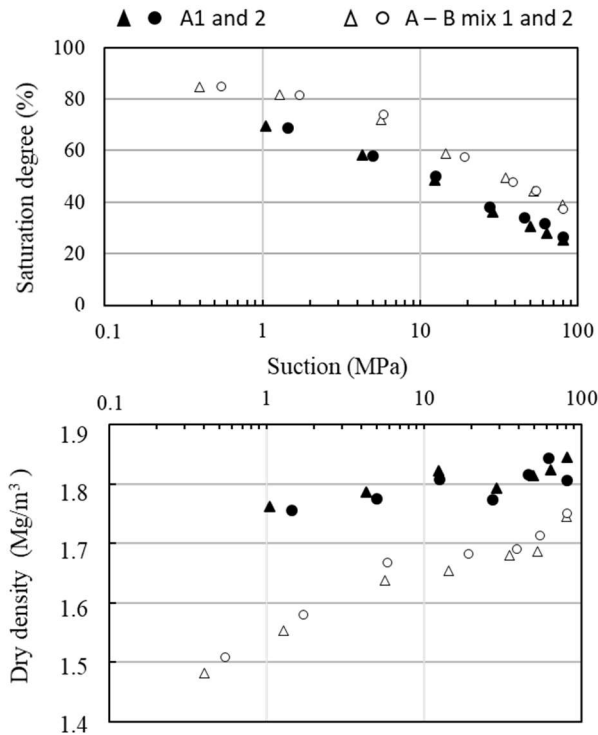 ▲ ● A1 and 2 △ ○ A – B mix 1 and 2
100
80
60
40
20
0
Saturation degree (%)
0.1 1 10 100
Suction (MPa)
0.1 1 10 100
1.9
1.8
1.7
1.6
1.5
1.4
Dry density (Mg/m³)